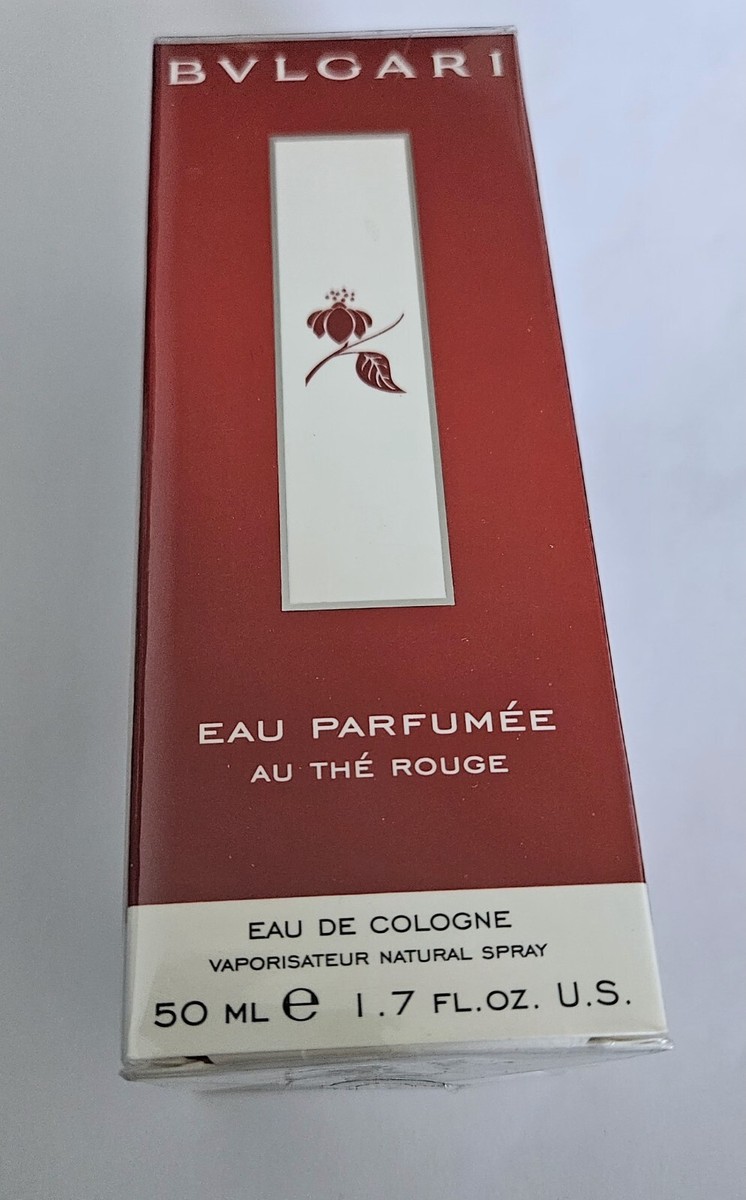 BVLGARI
EAU PARFUMÉE
AU THÉ ROUGE
EAU DE COLOGNE
VAPORISATEUR NATURAL SPRAY
50 ML ℮ 1.7 FL.OZ. U.S.